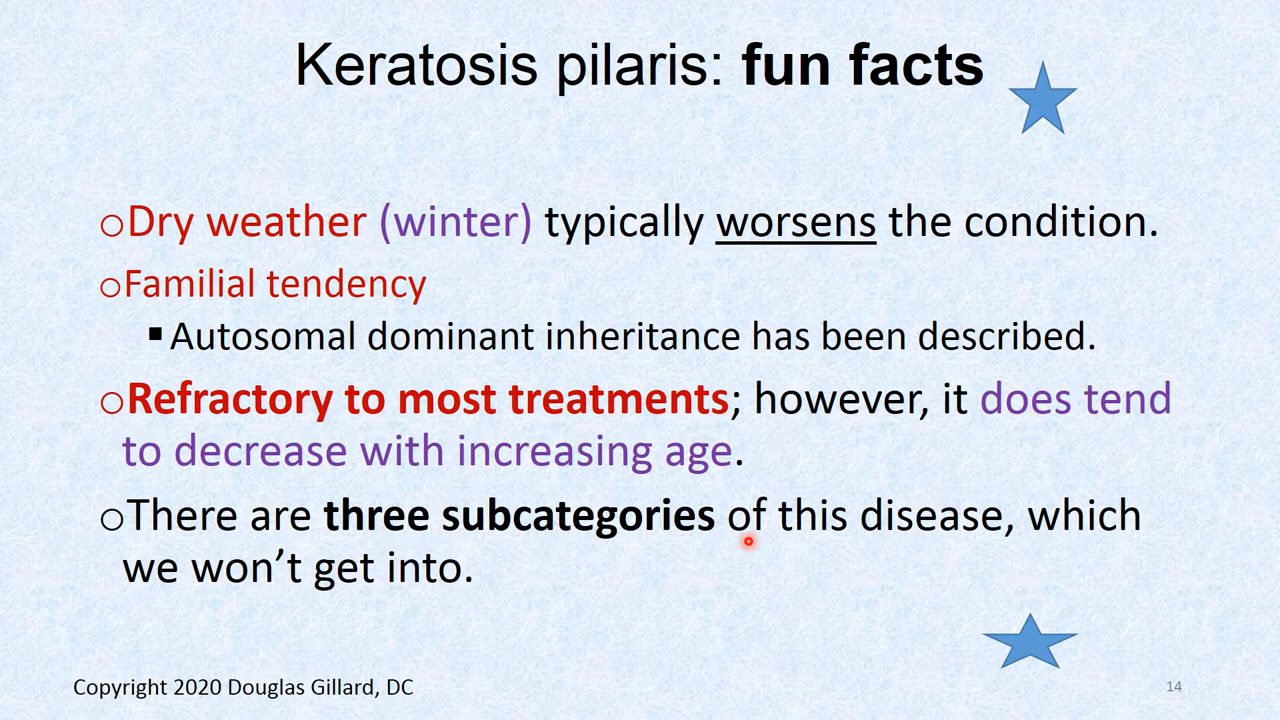 Keratosis pilaris: fun facts
○Dry weather (winter) typically worsens the condition.
○Familial tendency
▪Autosomal dominant inheritance has been described.
○Refractory to most treatments; however, it does tend
to decrease with increasing age.
○There are three subcategories of this disease, which
we won’t get into.
Copyright 2020 Douglas Gillard, DC
14